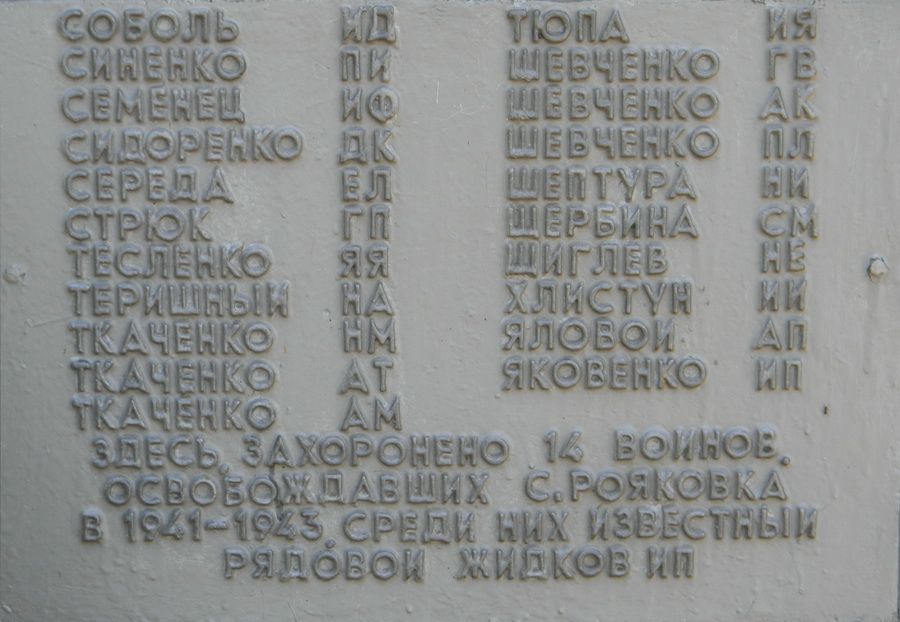 СОБОЛЬ ИД
СИНЕНКО ПИ
СЕМЕНЕЦ ИФ
СИДОРЕНКО ДК
СЕРЕДА ЕЛ
СТРЮК ГП
ТЕСЛЕНКО ЯЯ
ТЕРИШНЫЙ НА
ТКАЧЕНКО НМ
ТКАЧЕНКО АТ
ТКАЧЕНКО АМ
ТЮПА ИЯ
ШЕВЧЕНКО ГВ
ШЕВЧЕНКО АК
ШЕВЧЕНКО ПЛ
ШЕПТУРА НИ
ЩЕРБИНА СМ
ЩИГЛЕВ НЕ
ХЛИСТУН ИИ
ЯЛОВОЙ АП
ЯКОВЕНКО ИП
ЗДЕСЬ ЗАХОРОНЕНО 14 ВОИНОВ,
ОСВОБОЖДАВШИХ С.РОЯКОВКА
В 1941-1943. СРЕДИ НИХ ИЗВЕСТНЫЙ
РЯДОВОЙ ЖИДКОВ ИП